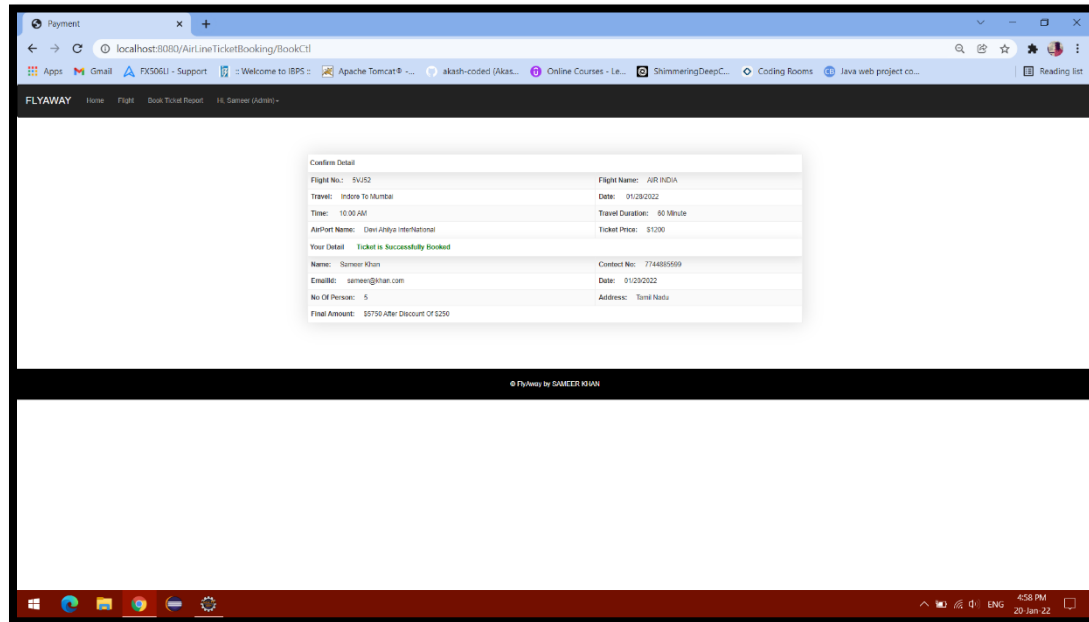 Payment
localhost:8080/AirLineTicketBooking/BookCtl
Apps Gmail FX506LI - Support :: Welcome to IBPS :: Apache Tomcat® -... akash-coded (Akas... Online Courses - Le... ShimmeringDeepC... Coding Rooms Java web project co... Reading list
FLYAWAY Home Flight Book Ticket Report Hi, Sameer (Admin)
Confirm Detail
Flight No.: 5VJ52 Flight Name: AIR INDIA
Travel: Indore To Mumbai Date: 01/28/2022
Time: 10:00 AM Travel Duration: 60 Minute
AirPort Name: Devi Ahilya InterNational Ticket Price: $1200
Your Detail Ticket is Successfully Booked
Name: Sameer Khan Contect No: 7744885599
EmailId: sameer@khan.com Date: 01/20/2022
No Of Person: 5 Address: Tamil Nadu
Final Amount: $5750 After Discount Of $250
© FlyAway by SAMEER KHAN
ENG
4:58 PM
20-Jan-22